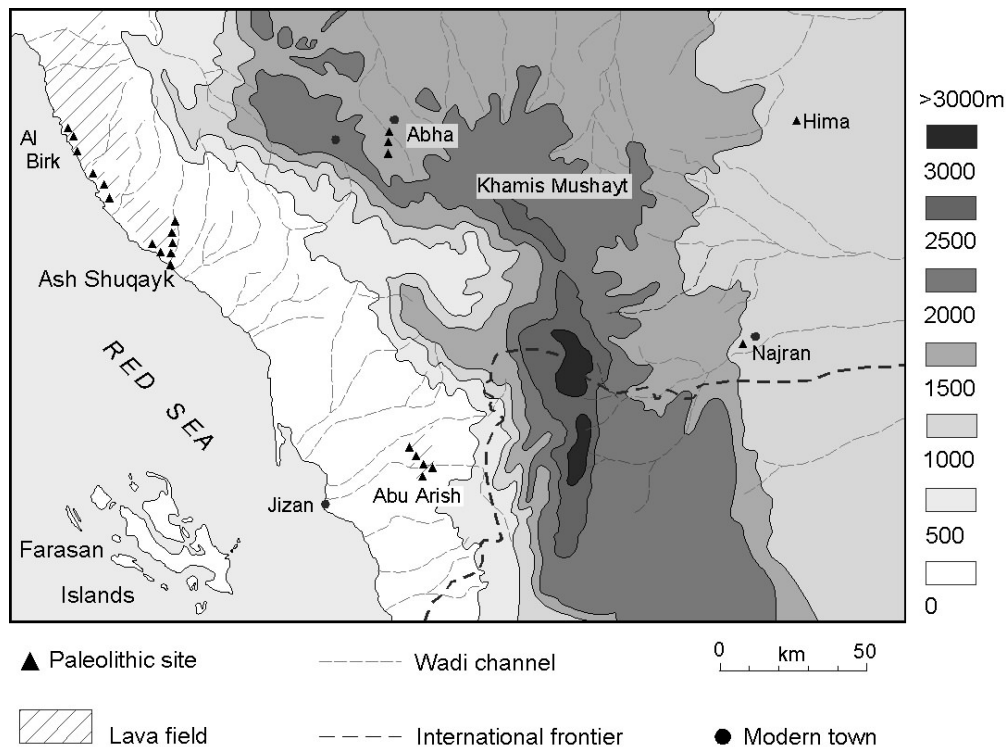 Al
Birk
Abha
Hima
Khamis Mushayt
Ash Shuqayk
RED SEA
Najran
Abu Arish
Jizan
Farasan
Islands
>3000m
3000
2500
2000
1500
1000
500
0
Paleolithic site
Wadi channel
0 km 50
Lava field
International frontier
Modern town